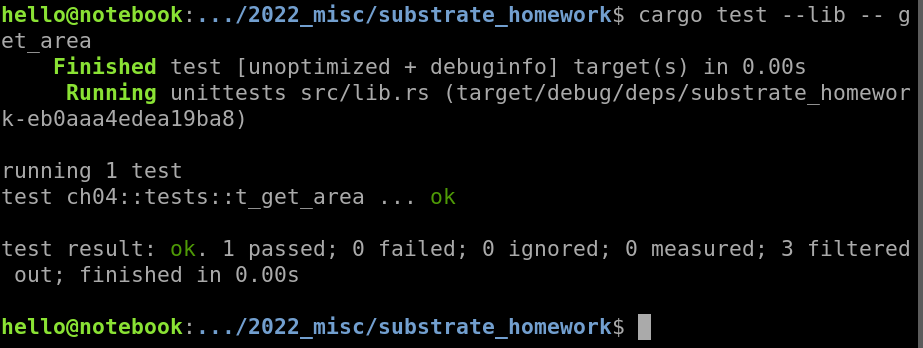 hello@notebook:.../2022_misc/substrate_homework$ cargo test --lib -- g
et_area
    Finished test [unoptimized + debuginfo] target(s) in 0.00s
     Running unittests src/lib.rs (target/debug/deps/substrate_homewor
k-eb0aaa4edea19ba8)

running 1 test
test ch04::tests::t_get_area ... ok

test result: ok. 1 passed; 0 failed; 0 ignored; 0 measured; 3 filtered
 out; finished in 0.00s

hello@notebook:.../2022_misc/substrate_homework$